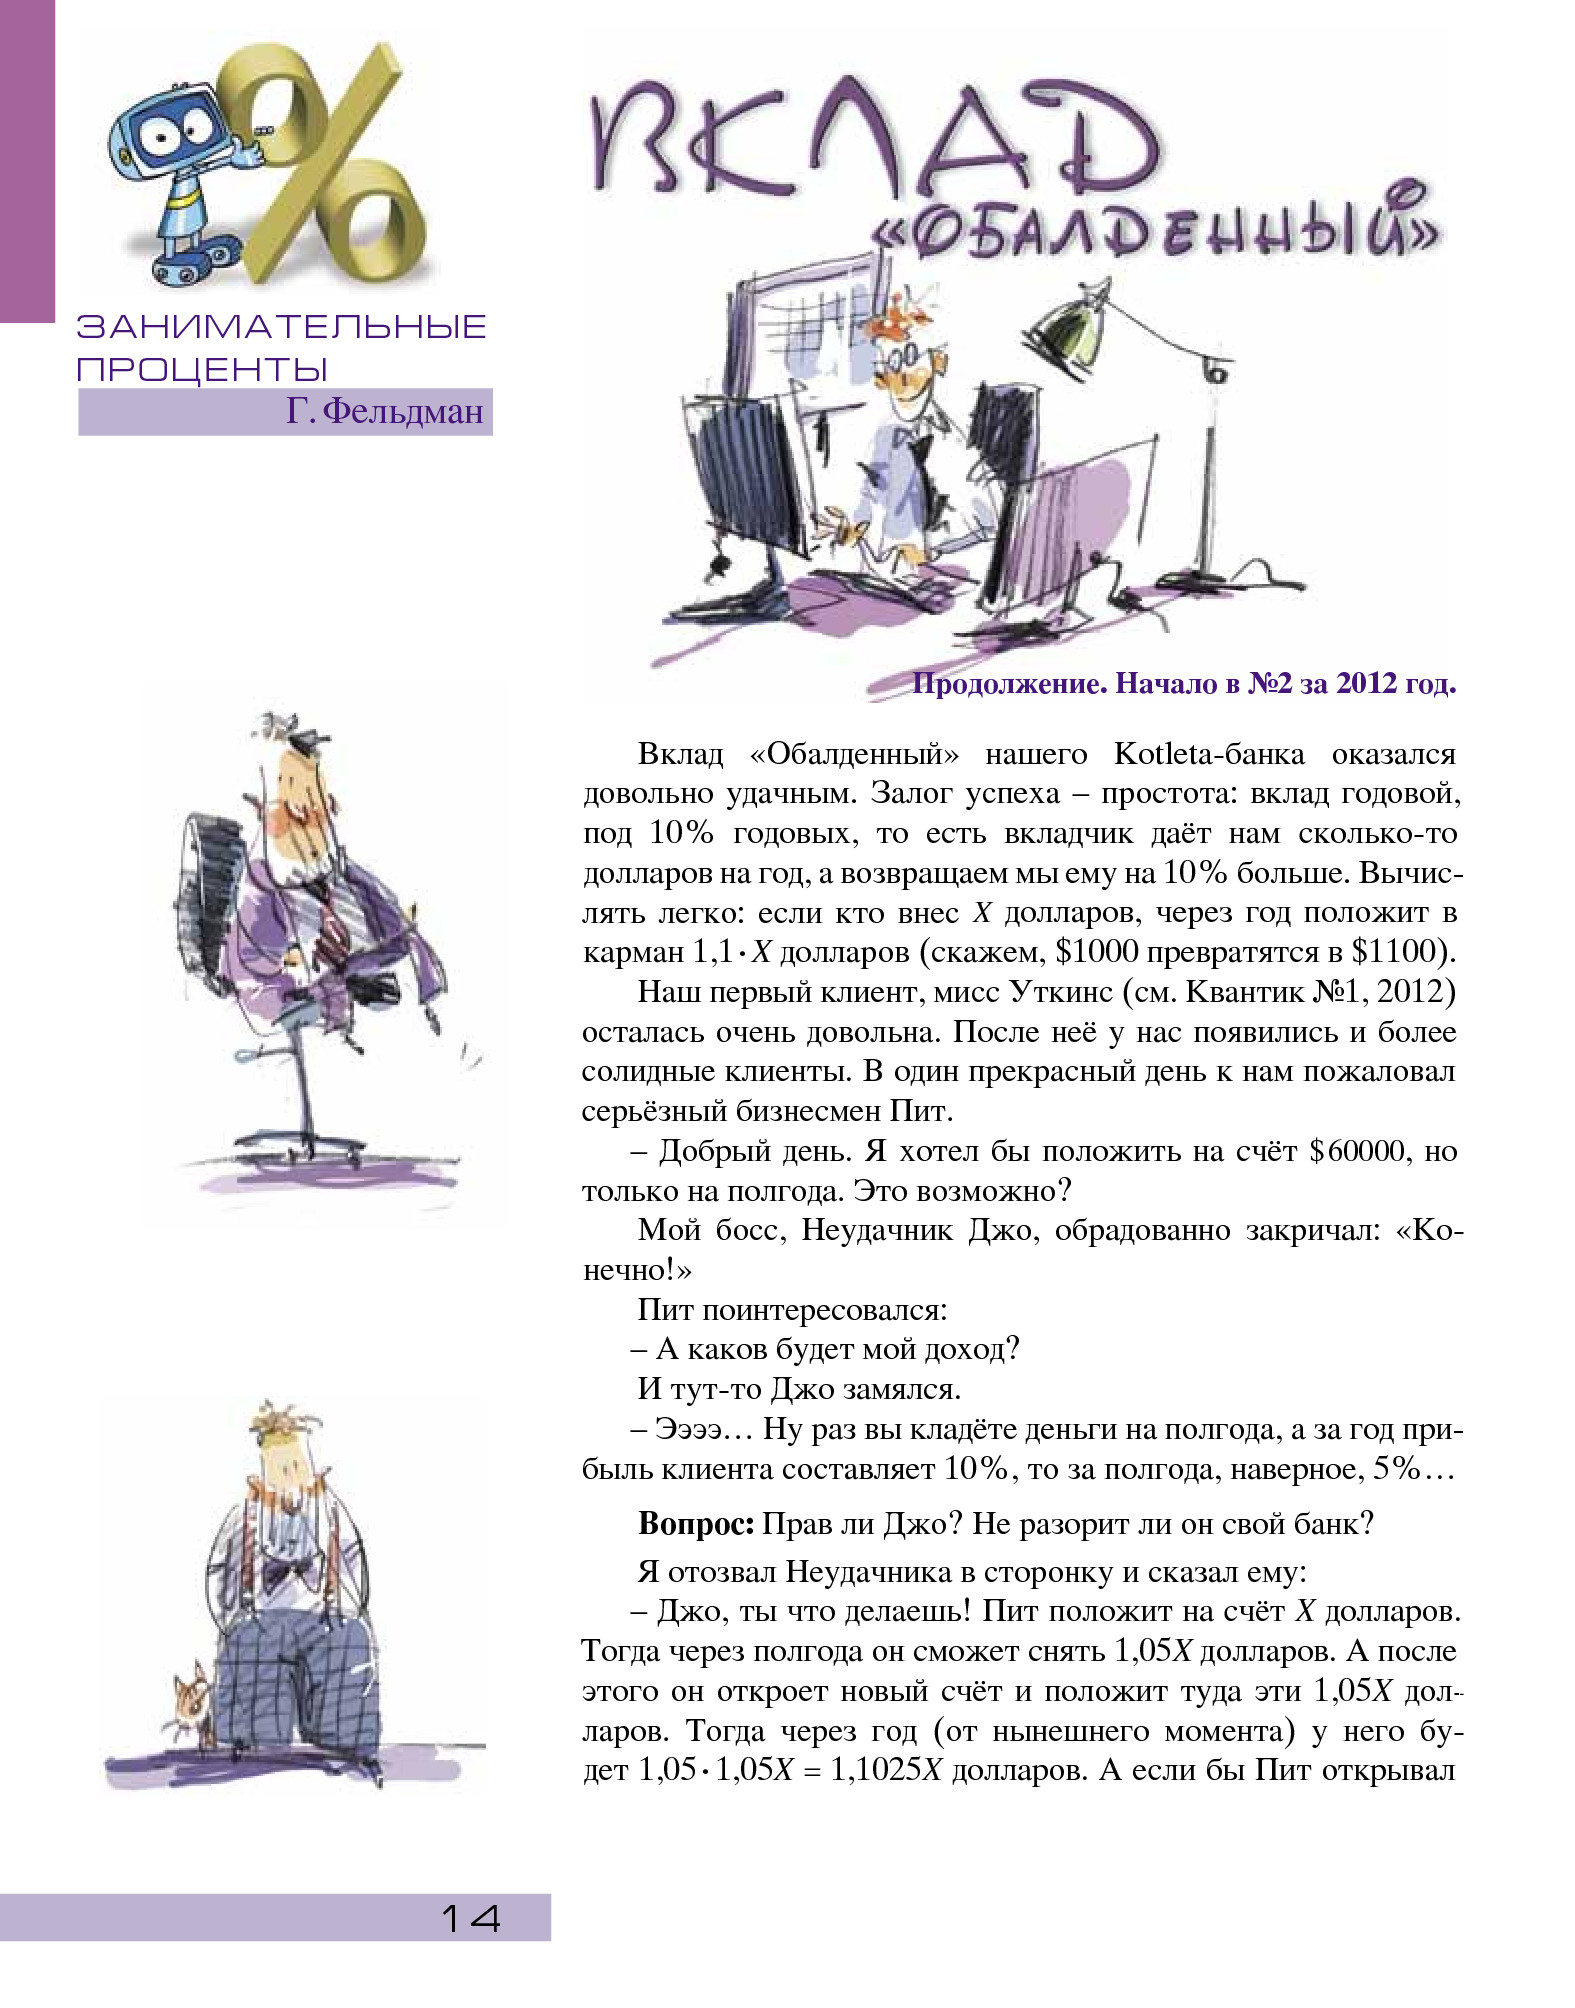 ЗАНИМАТЕЛЬНЫЕ
ПРОЦЕНТЫ
Г. Фельдман
ВКЛАД
«ОБАЛДЕННЫЙ»
Продолжение. Начало в №2 за 2012 год.
Вклад «Обалденный» нашего Kotleta-банка оказался
довольно удачным. Залог успеха – простота: вклад годовой,
под 10% годовых, то есть вкладчик даёт нам сколько-то
долларов на год, а возвращаем мы ему на 10% больше. Вычис-
лять легко: если кто внес X долларов, через год положит в
карман 1,1·X долларов (скажем, $1000 превратятся в $1100).
Наш первый клиент, мисс Уткинс (см. Квантик №1, 2012)
осталась очень довольна. После неё у нас появились и более
солидные клиенты. В один прекрасный день к нам пожаловал
серьёзный бизнесмен Пит.
– Добрый день. Я хотел бы положить на счёт $60000, но
только на полгода. Это возможно?
Мой босс, Неудачник Джо, обрадованно закричал: «Ко-
нечно!»
Пит поинтересовался:
– А каков будет мой доход?
И тут-то Джо замялся.
– Ээээ… Ну раз вы кладёте деньги на полгода, а за год при-
быль клиента составляет 10%, то за полгода, наверное, 5%…
Вопрос: Прав ли Джо? Не разорит ли он свой банк?
Я отозвал Неудачника в сторонку и сказал ему:
– Джо, ты что делаешь! Пит положит на счёт X долларов.
Тогда через полгода он сможет снять 1,05X долларов. А после
этого он откроет новый счёт и положит туда эти 1,05X дол-
ларов. Тогда через год (от нынешнего момента) у него бу-
дет 1,05·1,05X = 1,1025X долларов. А если бы Пит открывал
14